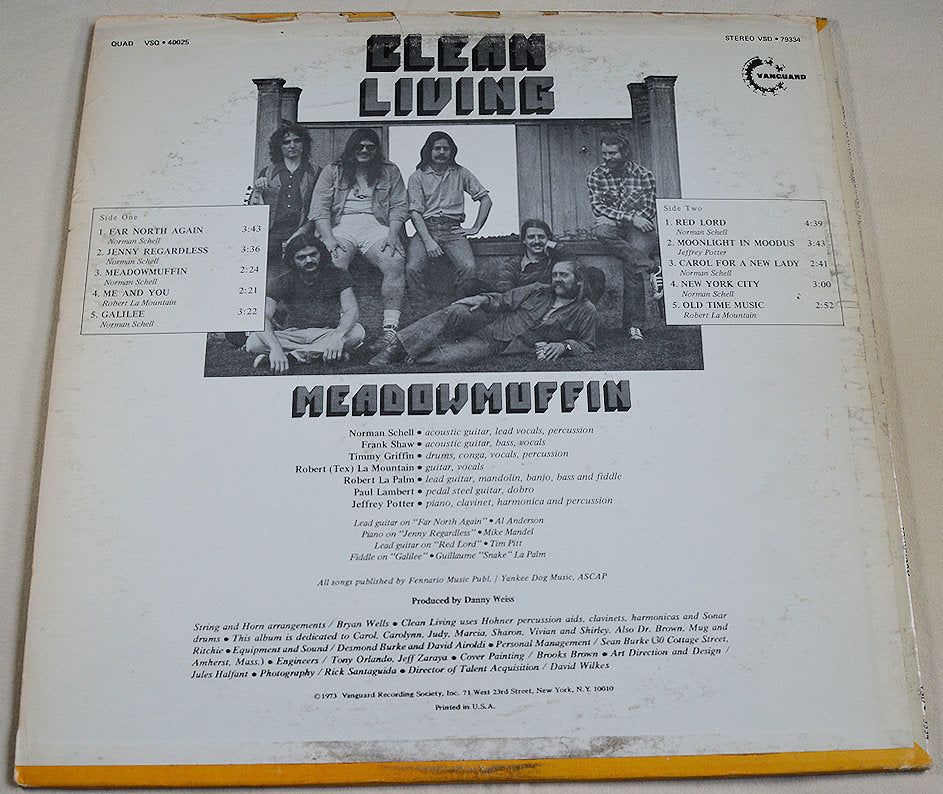 QUAD VSQ • 40025
STEREO VSD • 79334
CLEAN
LIVING
VANGUARD
Side One
1. FAR NORTH AGAIN 3:43
Norman Schell
2. JENNY REGARDLESS 3:36
Norman Schell
3. MEADOWMUFFIN 2:24
Norman Schell
4. ME AND YOU 2:21
Robert La Mountain
5. GALILEE 3:22
Norman Schell
Side Two
1. RED LORD 4:39
Norman Schell
2. MOONLIGHT IN MOODUS 3:43
Jeffrey Potter
3. CAROL FOR A NEW LADY 2:41
Norman Schell
4. NEW YORK CITY 3:00
Norman Schell
5. OLD TIME MUSIC 2:52
Robert La Mountain
MEADOWMUFFIN
Norman Schell • acoustic guitar, lead vocals, percussion
Frank Shaw • acoustic guitar, bass, vocals
Timmy Griffin • drums, conga, vocals, percussion
Robert (Tex) La Mountain • guitar, vocals
Robert La Palm • lead guitar, mandolin, banjo, bass and fiddle
Paul Lambert • pedal steel guitar, dobro
Jeffrey Potter • piano, clavinet, harmonica and percussion
Lead guitar on "Far North Again" • Al Anderson
Piano on "Jenny Regardless" • Mike Mandel
Lead guitar on "Red Lord" • Tim Pitt
Fiddle on "Galilee" • Guillaume "Snake" La Palm
All songs published by Fennario Music Publ. / Yankee Dog Music, ASCAP
Produced by Danny Weiss
String and Horn arrangements / Bryan Wells • Clean Living uses Hohner percussion aids, clavinets, harmonicas and Sonar
drums • This album is dedicated to Carol, Carolynn, Judy, Marcia, Sharon, Vivian and Shirley. Also Dr. Brown, Mug and
Ritchie • Equipment and Sound / Desmond Burke and David Airoldi • Personal Management / Sean Burke (30 Cottage Street,
Amherst, Mass.) • Engineers / Tony Orlando, Jeff Zaraya • Cover Painting / Brooks Brown • Art Direction and Design /
Jules Halfant • Photography / Rick Santaguida • Director of Talent Acquisition / David Wilkes
©1973 Vanguard Recording Society, Inc. 71 West 23rd Street, New York, N.Y. 10010
Printed in U.S.A.